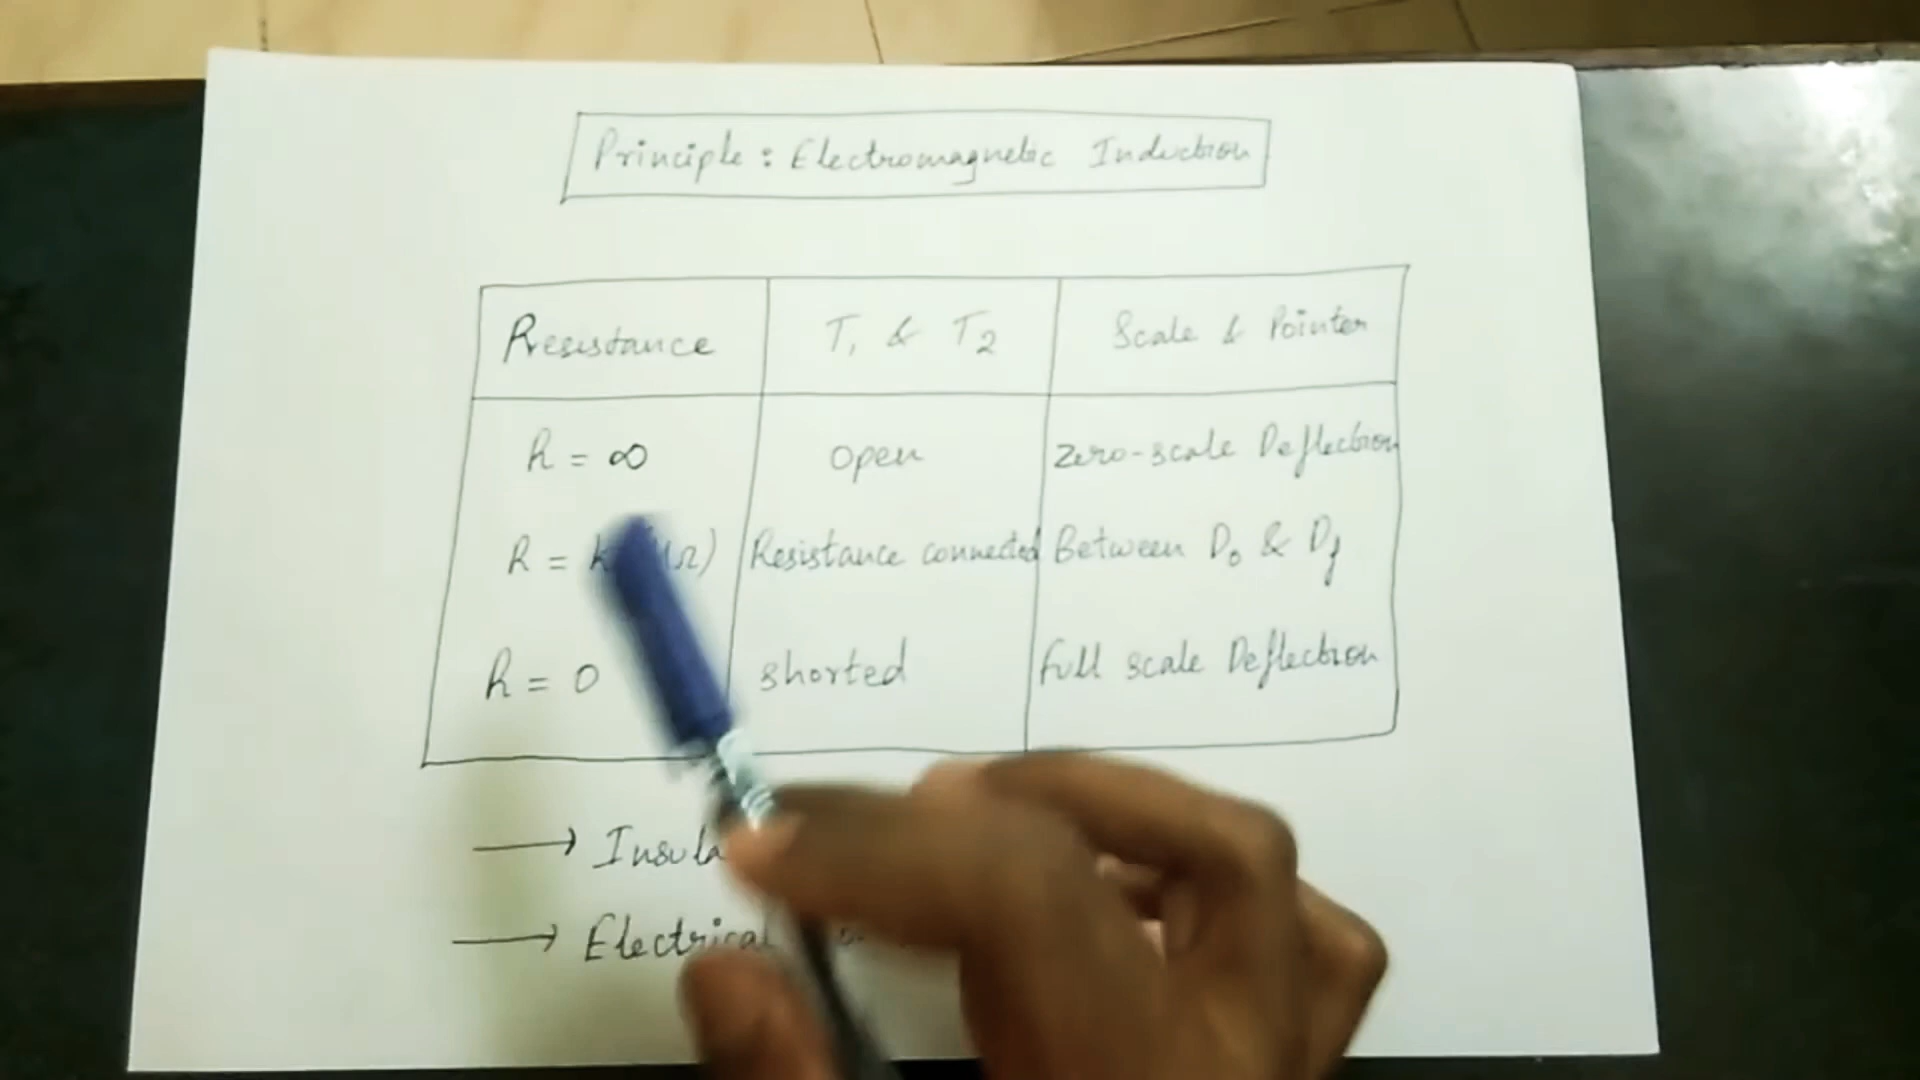 Principle : Electromagnetic Induction
Resistance T₁ & T₂ Scale & Pointer
R = ∞ open Zero-scale Deflection
R = (Ω) Resistance connected Between D₀ & Df
R = 0 shorted Full scale Deflection
→
→ Electrical